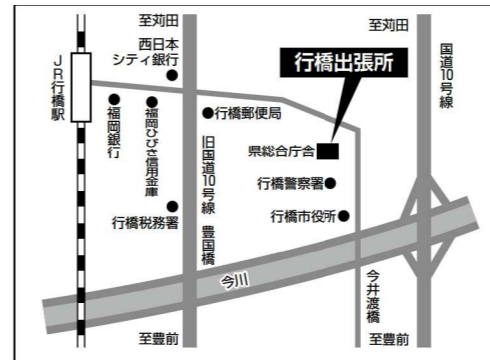 至苅田
至苅田
西日本
シティ銀行
行橋出張所
国道10号線
JR行橋駅
福岡銀行
福岡ひびき信用金庫
行橋郵便局
旧国道10号線
豊国橋
県総合庁舎
行橋警察署
行橋税務署
行橋市役所
今川
今井渡橋
至豊前
至豊前